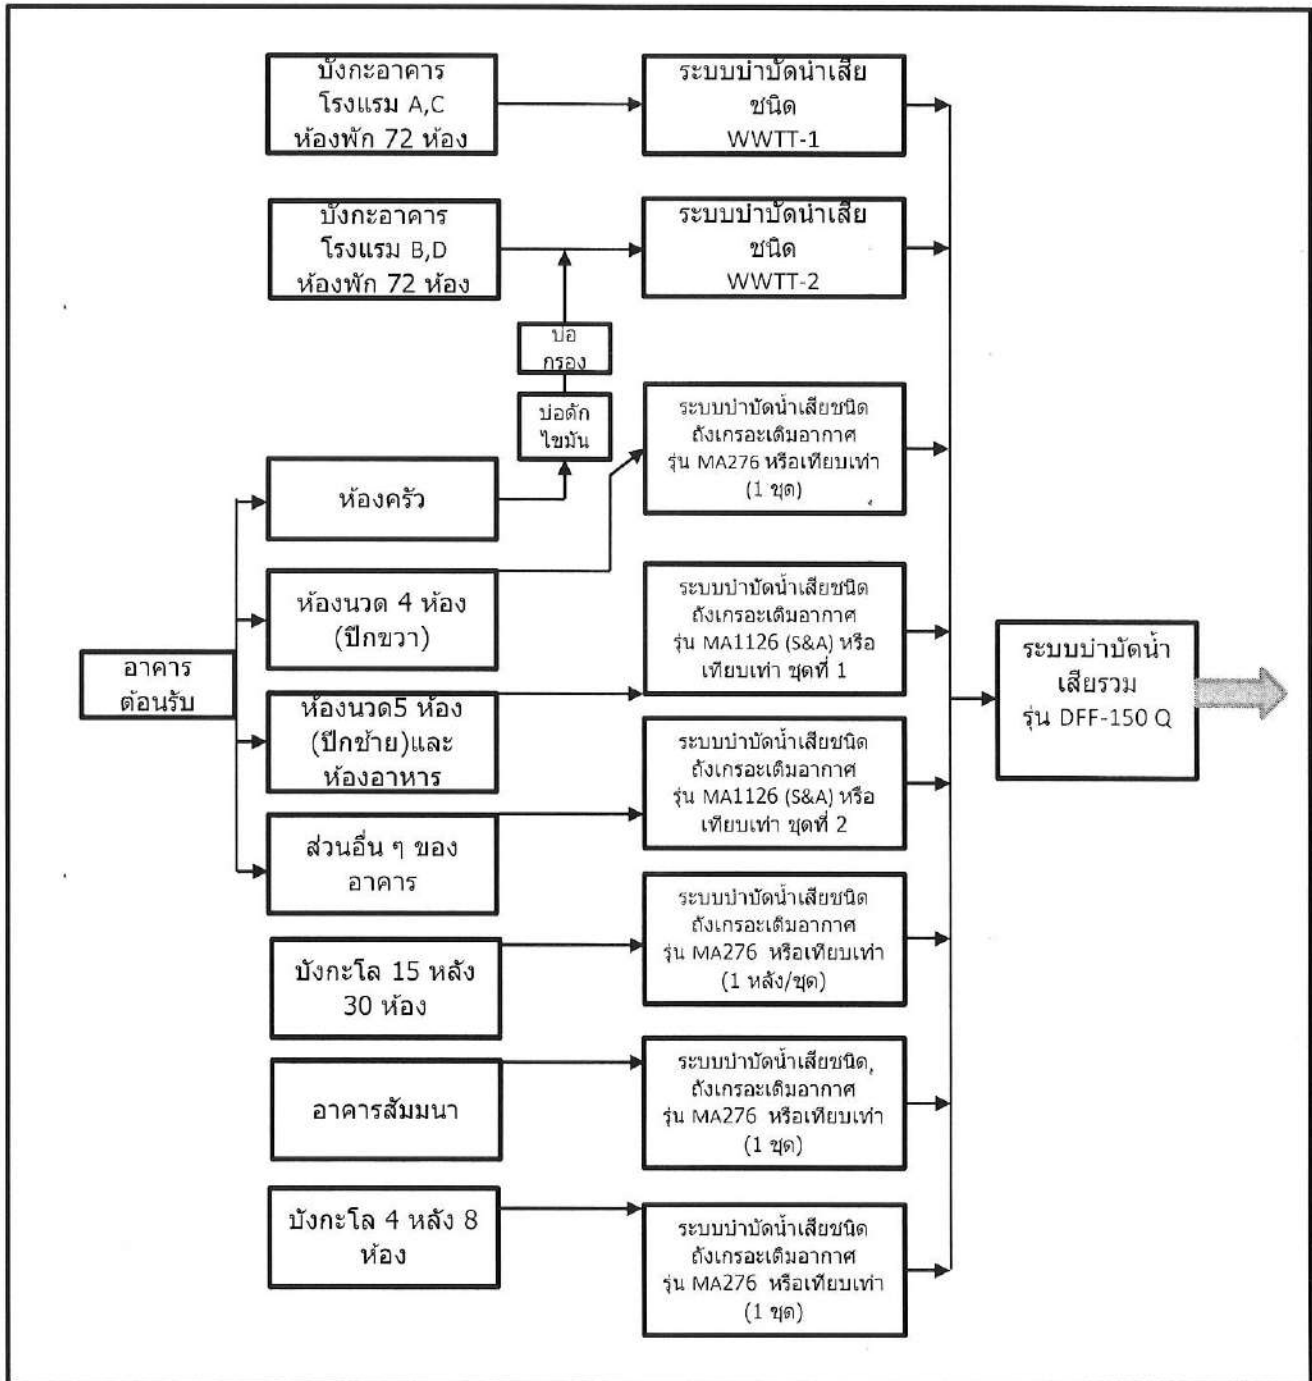 บังกะอาคาร
โรงแรม A,C
ห้องพัก 72 ห้อง
ระบบบำบัดน้ำเสีย
ชนิด
WWTT-1
บังกะอาคาร
โรงแรม B,D
ห้องพัก 72 ห้อง
ระบบบำบัดน้ำเสีย
ชนิด
WWTT-2
บ่อ
กรอง
บ่อดัก
ไขมัน
ระบบบำบัดน้ำเสียชนิด
ถังเกรอะเติมอากาศ
รุ่น MA276 หรือเทียบเท่า
(1 ชุด)
ห้องครัว
ห้องนวด 4 ห้อง
(ปีกขวา)
ระบบบำบัดน้ำเสียชนิด
ถังเกรอะเติมอากาศ
รุ่น MA1126 (S&A) หรือ
เทียบเท่า ชุดที่ 1
อาคาร
ต้อนรับ
ห้องนวด5 ห้อง
(ปีกซ้าย)และ
ห้องอาหาร
ระบบบำบัดน้ำเสียชนิด
ถังเกรอะเติมอากาศ
รุ่น MA1126 (S&A) หรือ
เทียบเท่า ชุดที่ 2
ระบบบำบัดน้ำ
เสียรวม
รุ่น DFF-150 Q
ส่วนอื่น ๆ ของ
อาคาร
ระบบบำบัดน้ำเสียชนิด
ถังเกรอะเติมอากาศ
รุ่น MA276 หรือเทียบเท่า
(1 หลัง/ชุด)
บังกะโล 15 หลัง
30 ห้อง
อาคารสัมมนา
ระบบบำบัดน้ำเสียชนิด
ถังเกรอะเติมอากาศ
รุ่น MA276 หรือเทียบเท่า
(1 ชุด)
บังกะโล 4 หลัง 8
ห้อง
ระบบบำบัดน้ำเสียชนิด
ถังเกรอะเติมอากาศ
รุ่น MA276 หรือเทียบเท่า
(1 ชุด)